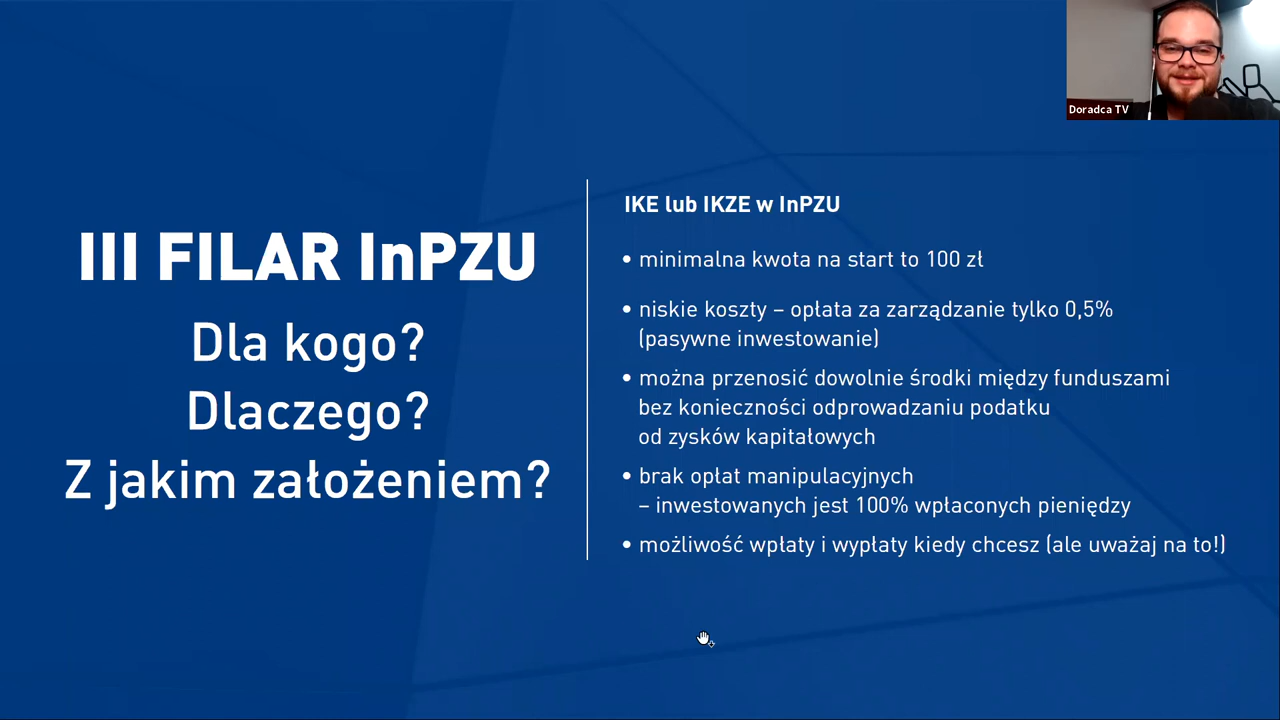 Doradca TV
III FILAR InPZU
Dla kogo?
Dlaczego?
Z jakim założeniem?
IKE lub IKZE w InPZU
• minimalna kwota na start to 100 zł
• niskie koszty – opłata za zarządzanie tylko 0,5%
(pasywne inwestowanie)
• można przenosić dowolnie środki między funduszami
bez konieczności odprowadzaniu podatku
od zysków kapitałowych
• brak opłat manipulacyjnych
– inwestowanych jest 100% wpłaconych pieniędzy
• możliwość wpłaty i wypłaty kiedy chcesz (ale uważaj na to!)